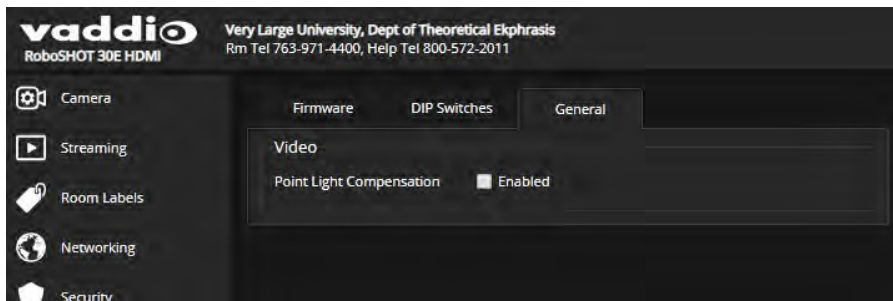 vaddio
RoboSHOT 30E HDMI
Very Large University, Dept of Theoretical Ekphrasis
Rm Tel 763-971-4400, Help Tel 800-572-2011
Camera
Streaming
Room Labels
Networking
Security
Firmware DIP Switches General
Video
Point Light Compensation Enabled